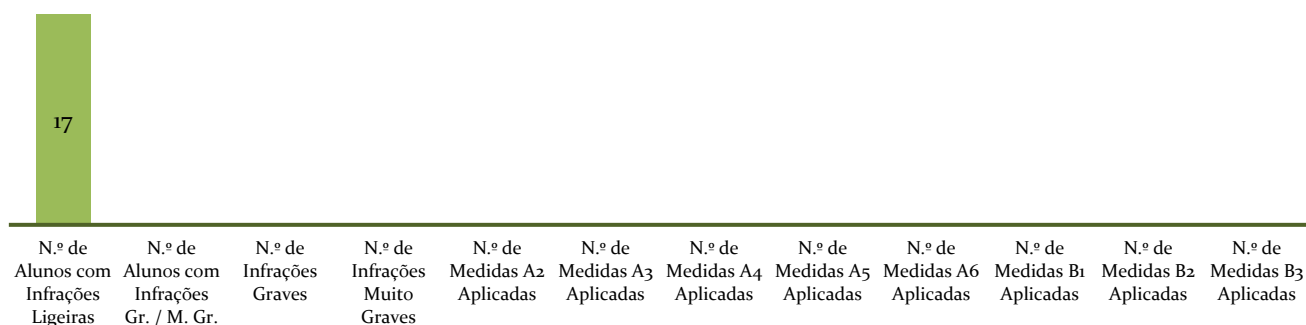 17
N.º de
Alunos com
Infrações
Ligeiras
N.º de
Alunos com
Infrações
Gr. / M. Gr.
N.º de
Infrações
Graves
N.º de
Infrações
Muito
Graves
N.º de
Medidas A2
Aplicadas
N.º de
Medidas A3
Aplicadas
N.º de
Medidas A4
Aplicadas
N.º de
Medidas A5
Aplicadas
N.º de
Medidas A6
Aplicadas
N.º de
Medidas B1
Aplicadas
N.º de
Medidas B2
Aplicadas
N.º de
Medidas B3
Aplicadas